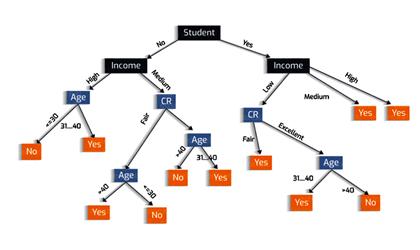 Student
No
Yes
Income
Income
High
Medium
Low
Medium
High
Age
CR
CR
Yes
Yes
<=30
31...40
Fair
>40
31...40
Fair
Excellent
No
Yes
Age
Age
No
Yes
Yes
Age
>40
<=30
31...40
>40
Yes
No
Yes
No